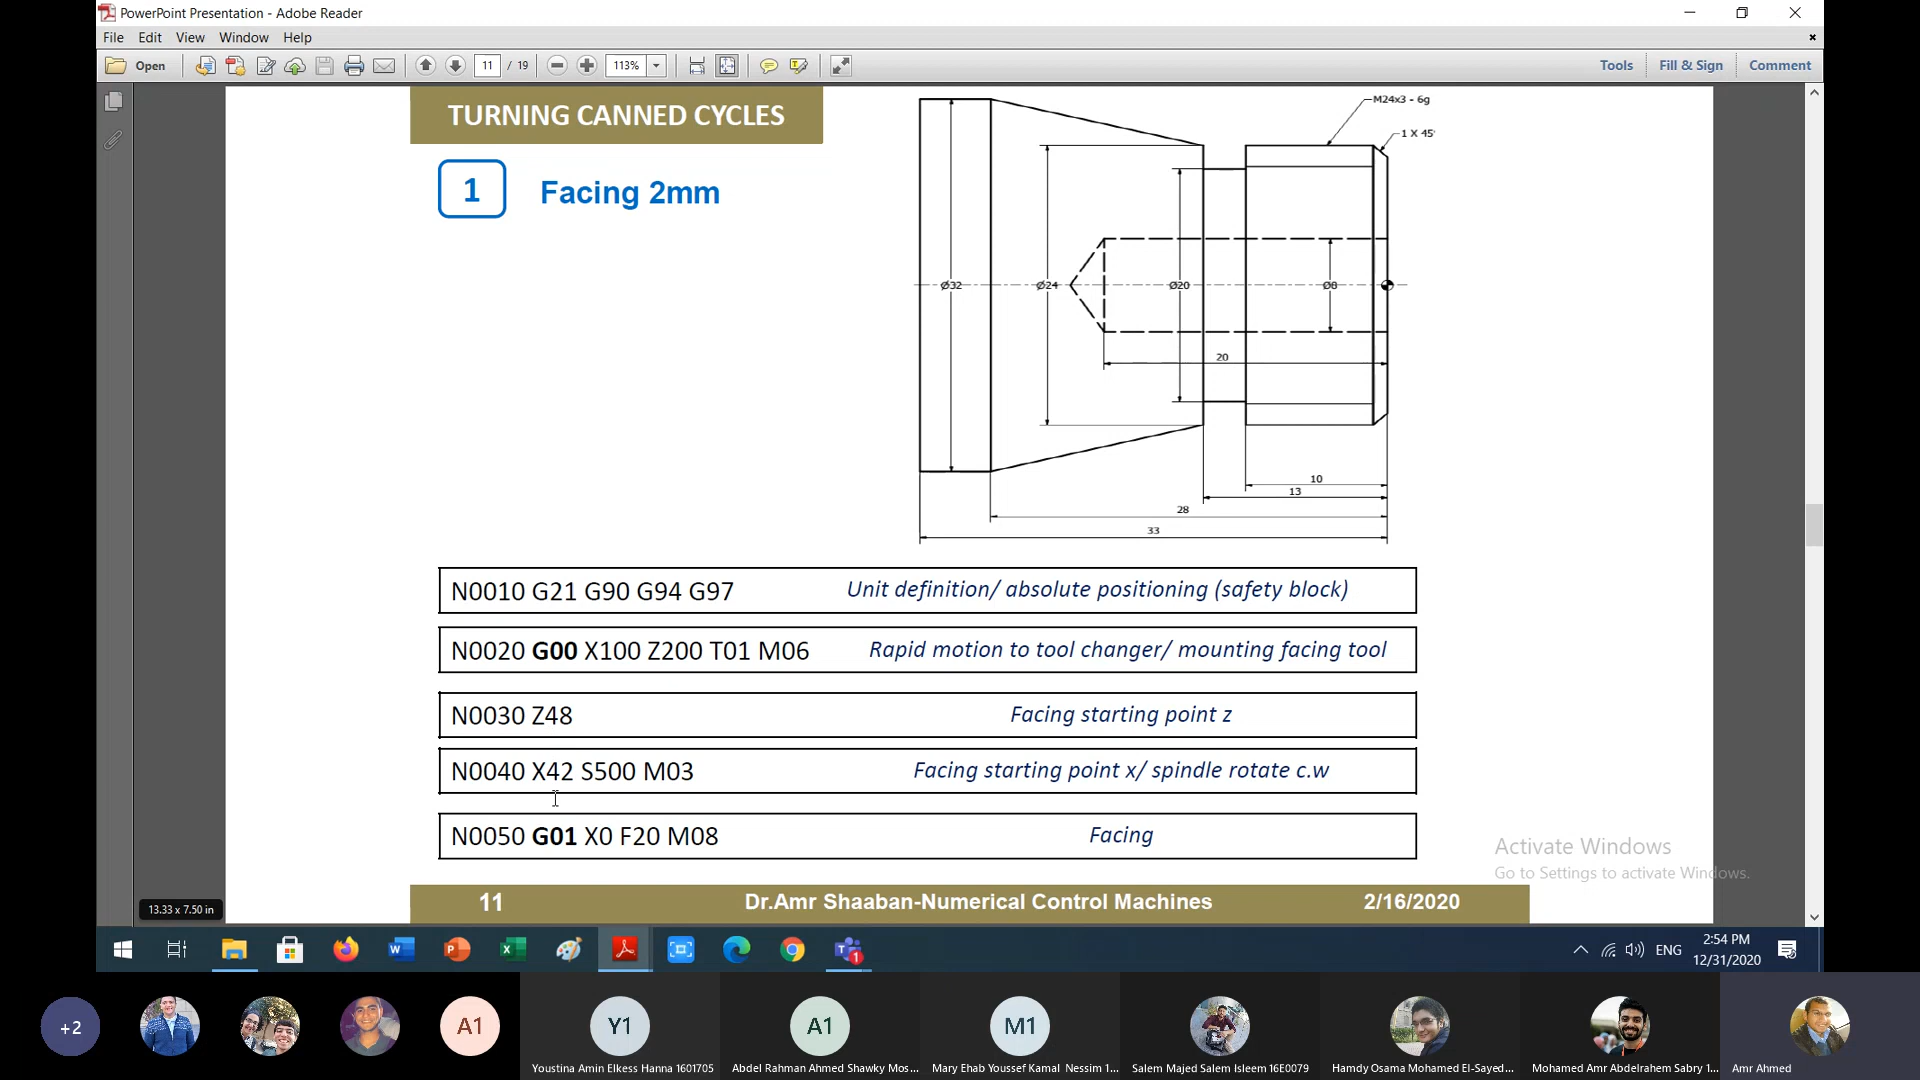 PowerPoint Presentation - Adobe Reader
File Edit View Window Help
Open 11 / 19 113% Tools Fill & Sign Comment
TURNING CANNED CYCLES
1 Facing 2mm
M24x3 - 6g
1 X 45°
Ø32 Ø24 Ø20 Ø8
20
10
13
28
33
N0010 G21 G90 G94 G97 Unit definition/ absolute positioning (safety block)
N0020 G00 X100 Z200 T01 M06 Rapid motion to tool changer/ mounting facing tool
N0030 Z48 Facing starting point z
N0040 X42 S500 M03 Facing starting point x/ spindle rotate c.w
N0050 G01 X0 F20 M08 Facing
Activate Windows
Go to Settings to activate Windows.
11 Dr.Amr Shaaban-Numerical Control Machines 2/16/2020
13.33 x 7.50 in
1 ENG 2:54 PM
12/31/2020
+2 A1 Y1 A1 M1
Youstina Amin Elkess Hanna 1601705 Abdel Rahman Ahmed Shawky Mos... Mary Ehab Youssef Kamal Nessim 1... Salem Majed Salem Isleem 16E0079 Hamdy Osama Mohamed El-Sayed... Mohamed Amr Abdelrahem Sabry 1... Amr Ahmed